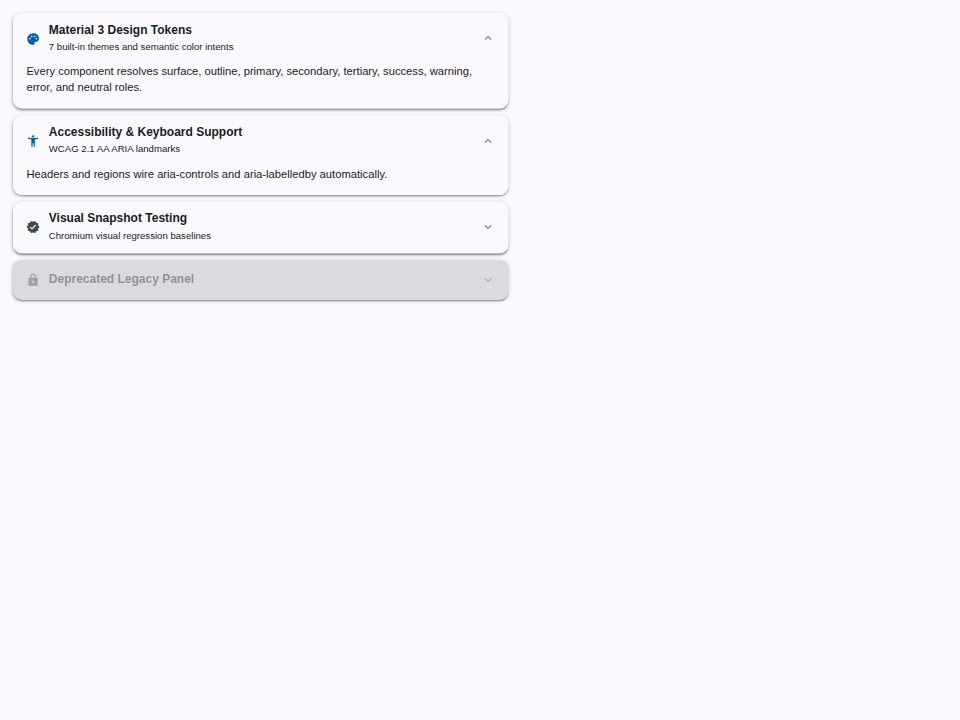 Material 3 Design Tokens
7 built-in themes and semantic color intents
Every component resolves surface, outline, primary, secondary, tertiary, success, warning,
error, and neutral roles.
Accessibility & Keyboard Support
WCAG 2.1 AA ARIA landmarks
Headers and regions wire aria-controls and aria-labelledby automatically.
Visual Snapshot Testing
Chromium visual regression baselines
Deprecated Legacy Panel